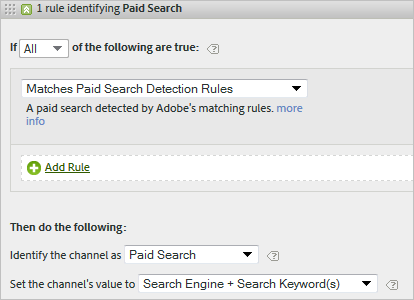 1 rule identifying Paid Search
If All of the following are true: ?
Matches Paid Search Detection Rules
A paid search detected by Adobe's matching rules. more
info
Add Rule
Then do the following:
Identify the channel as Paid Search ?
Set the channel's value to Search Engine + Search Keyword(s) ?